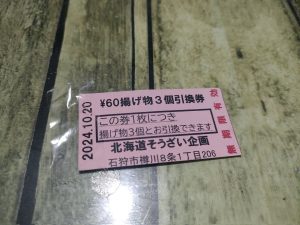 2024.10.20
¥60揚げ物3個引換券
この券1枚につき
揚げ物3個とお引換できます
北海道そうざい企画
石狩市樽川8条1丁目206